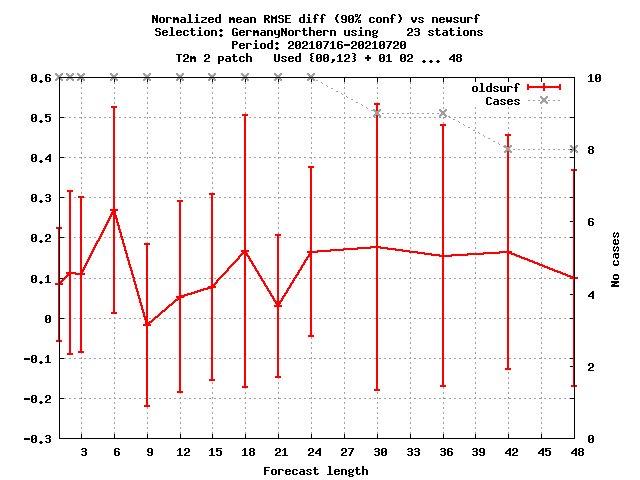 Normalized mean RMSE diff (90% conf) vs newsurf
Selection: GermanyNorthern using    23 stations
Period: 20210716-20210720
T2m 2 patch   Used {00,12} + 01 02 ... 48
oldsurf
Cases
0.6
0.5
0.4
0.3
0.2
0.1
0
-0.1
-0.2
-0.3
10
8
6
4
2
0
No cases
3 6 9 12 15 18 21 24 27 30 33 36 39 42 45 48
Forecast length